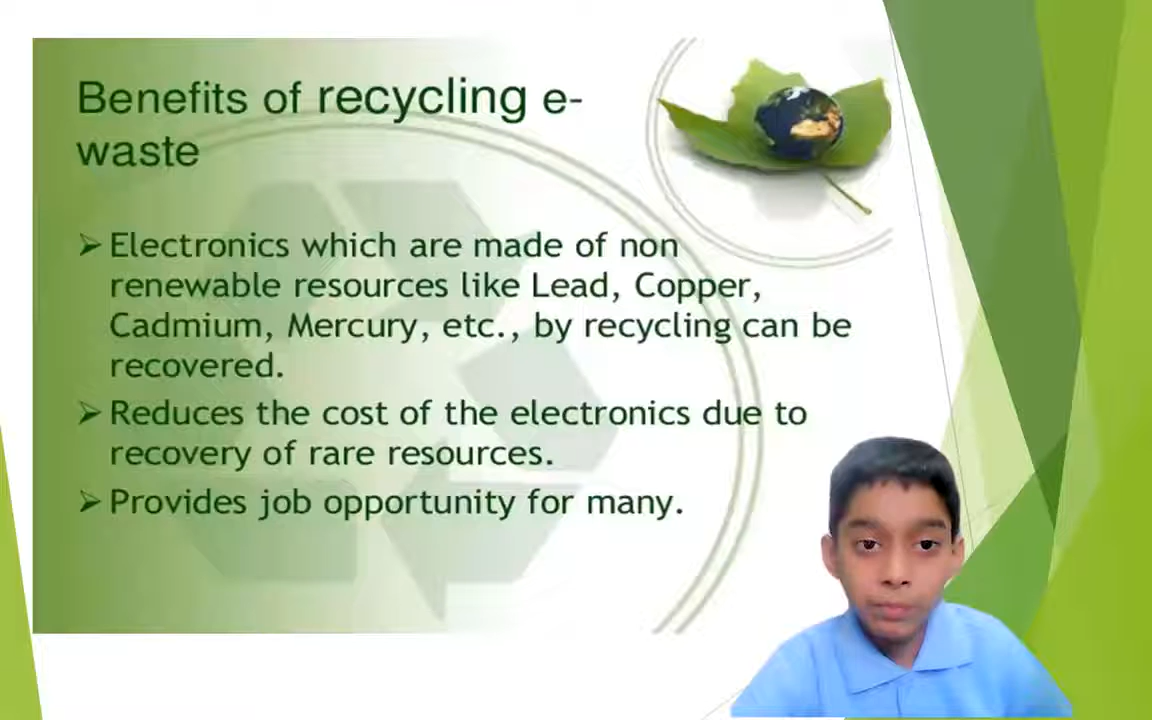 Benefits of recycling e-
waste
➢ Electronics which are made of non
renewable resources like Lead, Copper,
Cadmium, Mercury, etc., by recycling can be
recovered.
➢ Reduces the cost of the electronics due to
recovery of rare resources.
➢ Provides job opportunity for many.